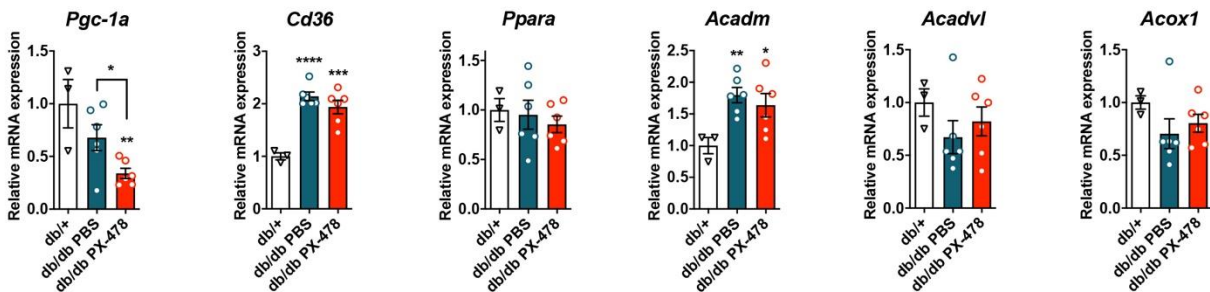 Pgc-1a
Relative mRNA expression
1.5
1.0
0.5
0.0
*
**
db/+
db/db PBS
db/db PX-478
Cd36
Relative mRNA expression
3
2
1
0
****
***
db/+
db/db PBS
db/db PX-478
Ppara
Relative mRNA expression
1.5
1.0
0.5
0.0
db/+
db/db PBS
db/db PX-478
Acadm
Relative mRNA expression
2.5
2.0
1.5
1.0
0.5
0.0
**
*
db/+
db/db PBS
db/db PX-478
Acadvl
Relative mRNA expression
1.5
1.0
0.5
0.0
db/+
db/db PBS
db/db PX-478
Acox1
Relative mRNA expression
1.5
1.0
0.5
0.0
db/+
db/db PBS
db/db PX-478